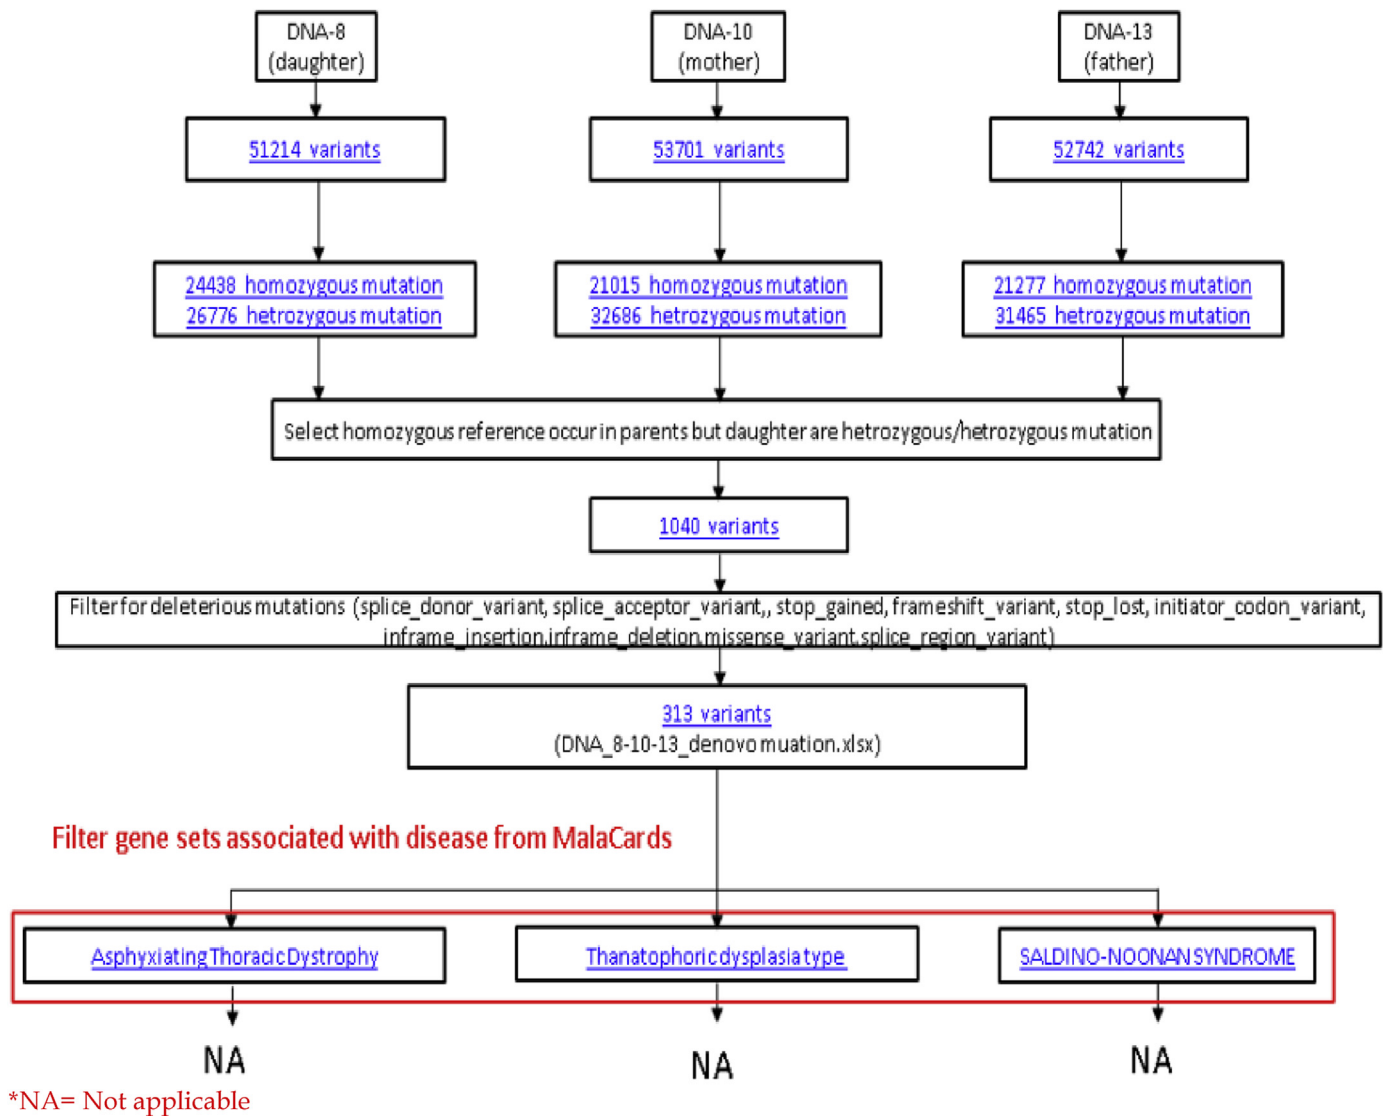 DNA-8
(daughter)
DNA-10
(mother)
DNA-13
(father)
51214 variants
53701 variants
52742 variants
24438 homozygous mutation
26776 hetrozygous mutation
21015 homozygous mutation
32686 hetrozygous mutation
21277 homozygous mutation
31465 hetrozygous mutation
Select homozygous reference occur in parents but daughter are hetrozygous/hetrozygous mutation
1040 variants
Filter for deleterious mutations (splice_donor_variant, splice_acceptor_variant,, stop_gained, frameshift_variant, stop_lost, initiator_codon_variant,
inframe_insertion,inframe_deletion,missense_variant,splice_region_variant)
313 variants
(DNA_8-10-13_denovo muation.xlsx)
Filter gene sets associated with disease from MalaCards
Asphyxiating Thoracic Dystrophy
Thanatophoric dysplasia type
SALDINO-NOONAN SYNDROME
NA
NA
NA
*NA= Not applicable